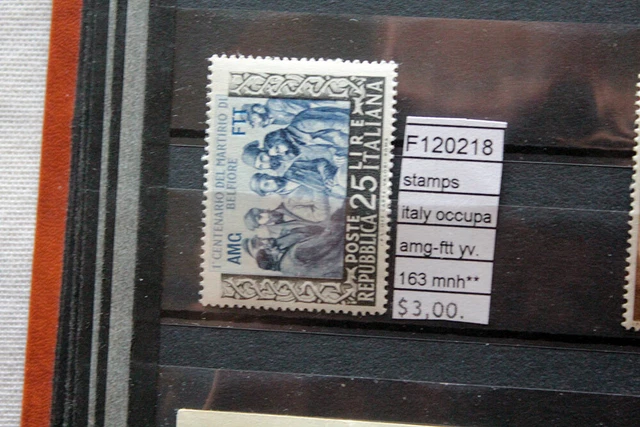 I CENTENARIO DEL MARTIRIO DI
BELFIORE
AMG FTT
POSTE LIRE
REPUBBLICA 25 ITALIANA
F120218
stamps
italy occupa
amg-ftt yv.
163 mnh**
$3,00.